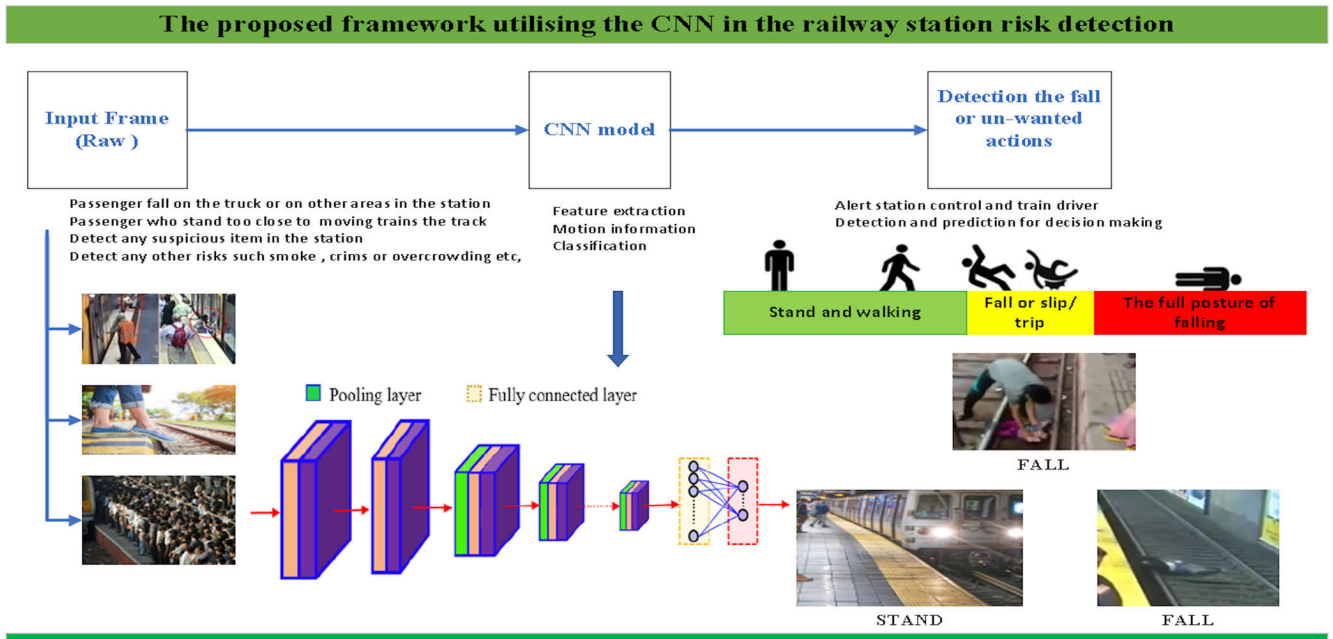 The proposed framework utilising the CNN in the railway station risk detection
Input Frame
(Raw )
CNN model
Detection the fall
or un-wanted
actions
Passenger fall on the truck or on other areas in the station
Passenger who stand too close to moving trains the track
Detect any suspicious item in the station
Detect any other risks such smoke , crims or overcrowding etc,
Feature extraction
Motion information
Classification
Alert station control and train driver
Detection and prediction for decision making
Stand and walking
Fall or slip/
trip
The full posture of
falling
Pooling layer
Fully connected layer
FALL
STAND
FALL